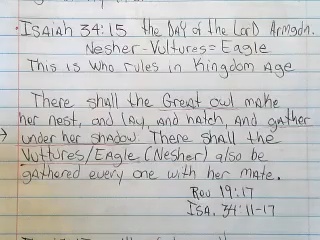 • Isaiah 34:15 the DAY of the Lord Armgdn.
Nesher-Vultures = Eagle
This is who rules in Kingdom Age
There shall the Great owl make
her nest, and lay, and hatch, and gather
→ under her shadow. There shall the
Vultures/Eagle (Nesher) also be
gathered every one with her mate.
Rev 19:17
Isa. 34:11-17